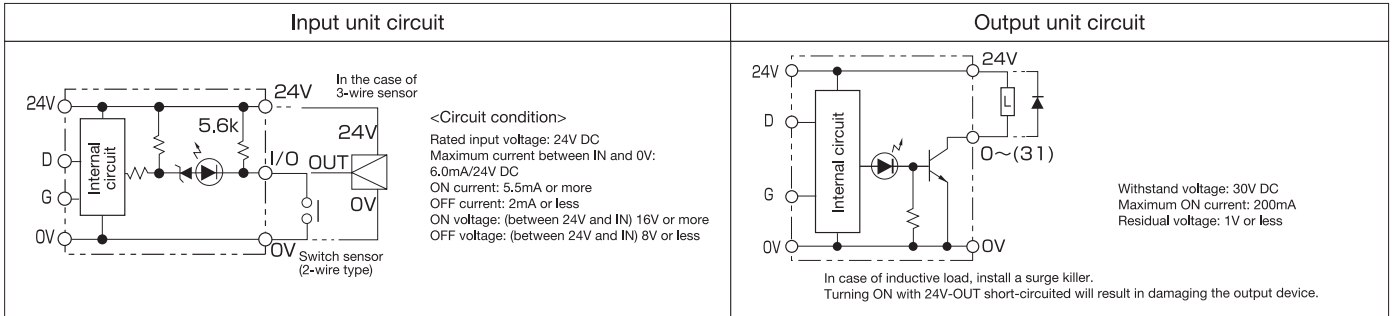 Input unit circuit
In the case of
3-wire sensor
24V
24V
5.6k
24V
D
Internal
circuit
I/O
OUT
G
0V
0V
0V
Switch sensor
(2-wire type)
<Circuit condition>
Rated input voltage: 24V DC
Maximum current between IN and 0V:
6.0mA/24V DC
ON current: 5.5mA or more
OFF current: 2mA or less
ON voltage: (between 24V and IN) 16V or more
OFF voltage: (between 24V and IN) 8V or less
Output unit circuit
24V
24V
L
D
Internal circuit
0～(31)
G
0V
0V
Withstand voltage: 30V DC
Maximum ON current: 200mA
Residual voltage: 1V or less
In case of inductive load, install a surge killer.
Turning ON with 24V-OUT short-circuited will result in damaging the output device.